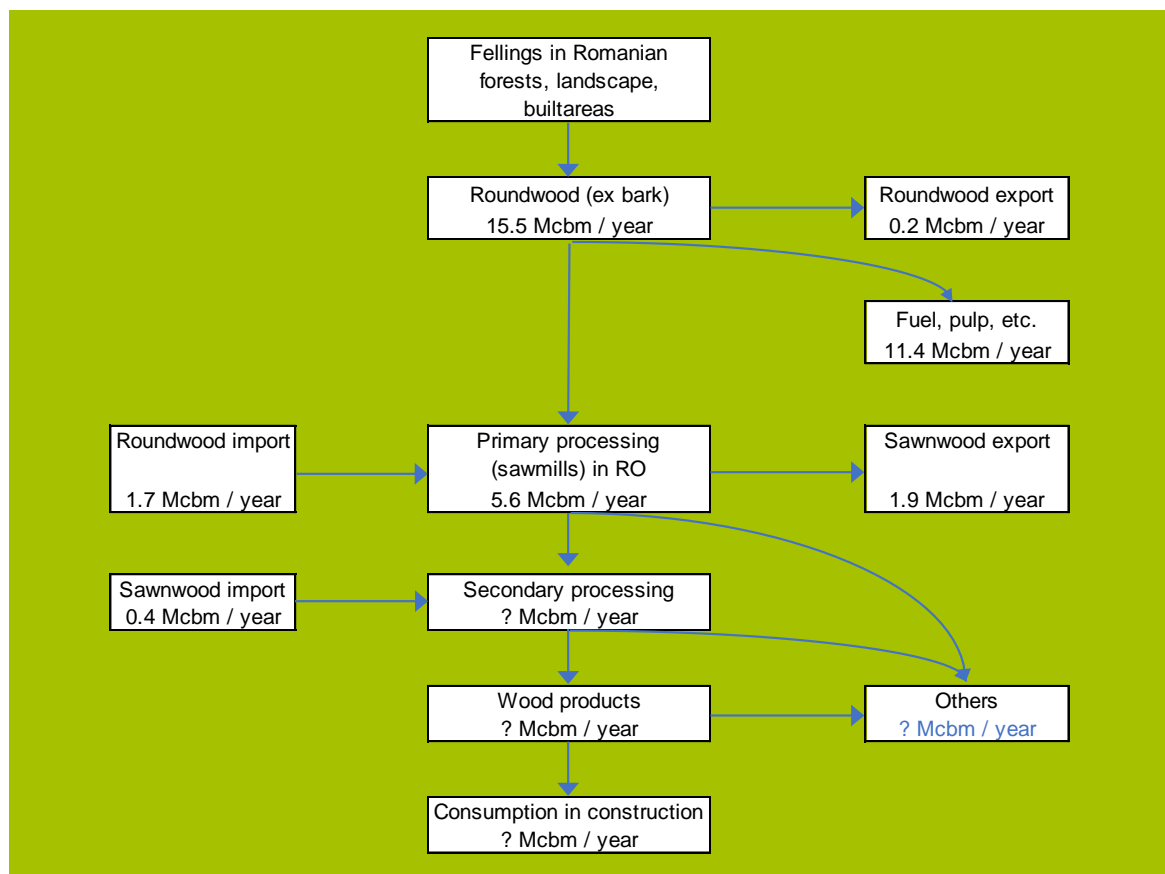 Fellings in Romanian
forests, landscape,
builtareas
Roundwood (ex bark)
15.5 Mcbm / year
Roundwood export
0.2 Mcbm / year
Fuel, pulp, etc.
11.4 Mcbm / year
Roundwood import
1.7 Mcbm / year
Primary processing
(sawmills) in RO
5.6 Mcbm / year
Sawnwood export
1.9 Mcbm / year
Sawnwood import
0.4 Mcbm / year
Secondary processing
? Mcbm / year
Wood products
? Mcbm / year
Others
? Mcbm / year
Consumption in construction
? Mcbm / year